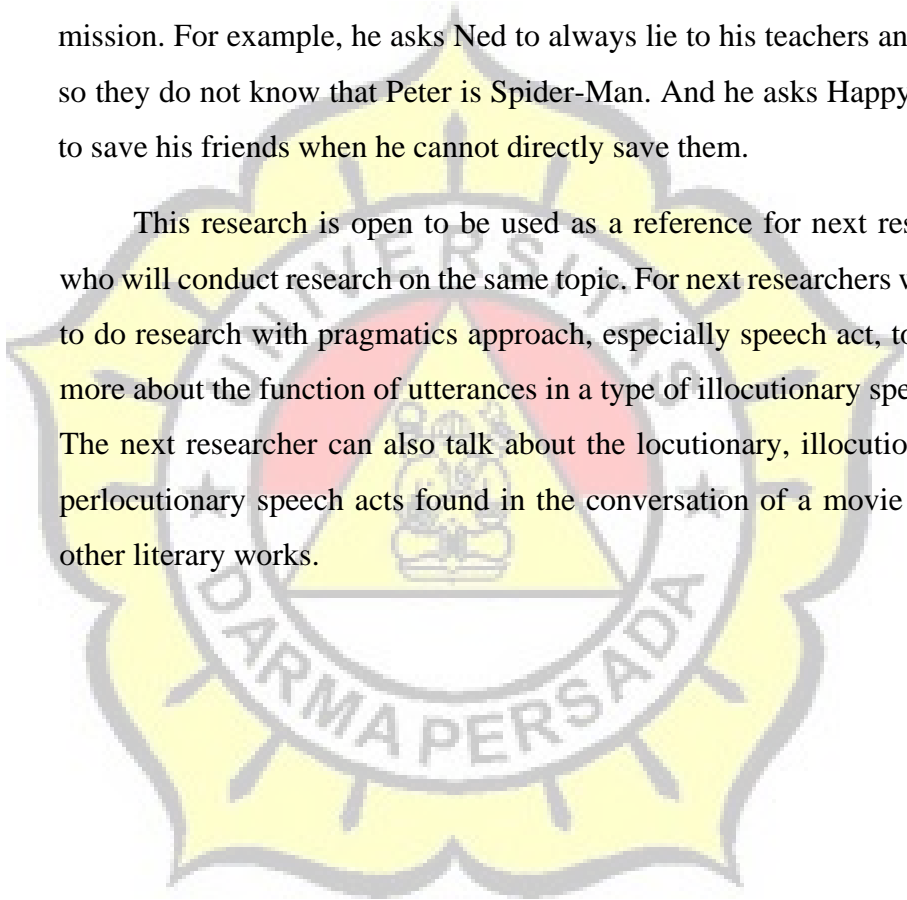 mission. For example, he asks Ned to always lie to his teachers an
so they do not know that Peter is Spider-Man. And he asks Happy
to save his friends when he cannot directly save them.
This research is open to be used as a reference for next res
who will conduct research on the same topic. For next researchers w
to do research with pragmatics approach, especially speech act, to
more about the function of utterances in a type of illocutionary spe
The next researcher can also talk about the locutionary, illocutio
perlocutionary speech acts found in the conversation of a movie
other literary works.
UNIVERSITAS
DARMA PERSADA